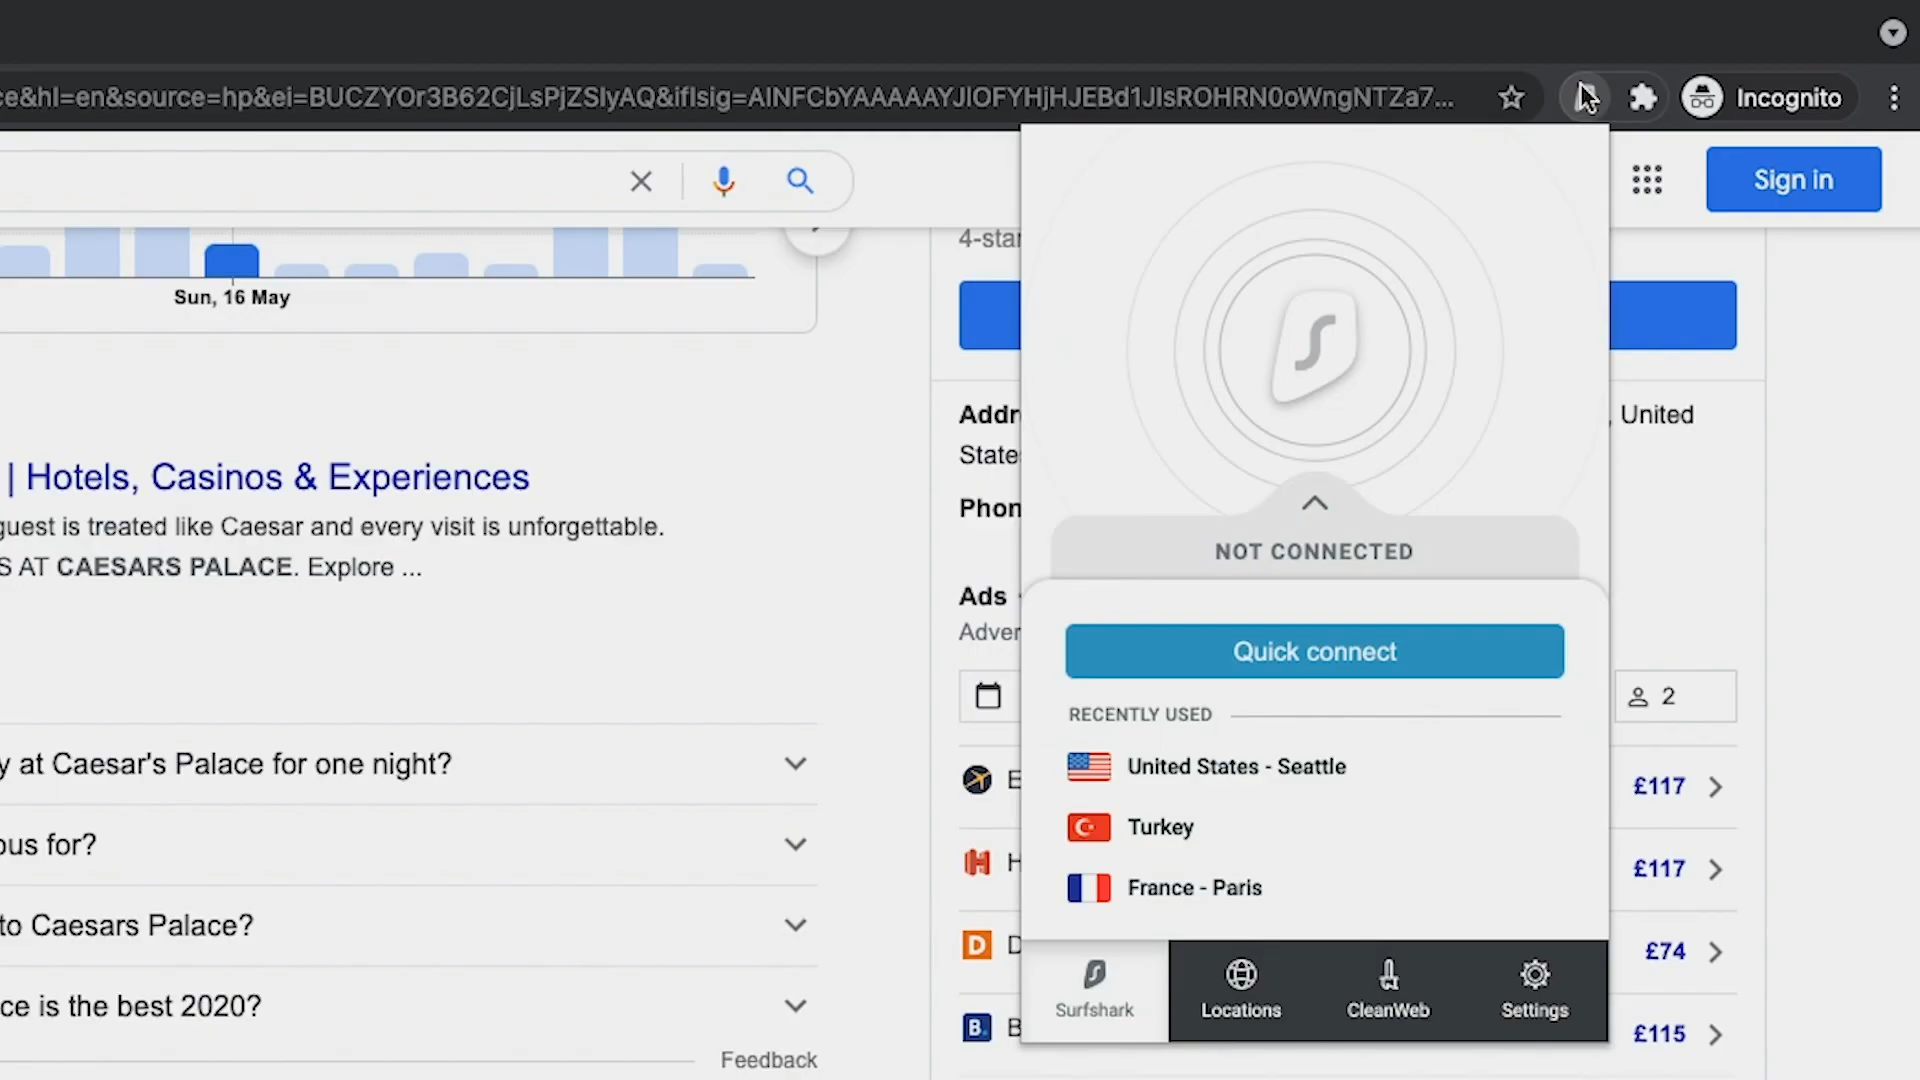 ce&hl=en&source=hp&ei=BUCZYOr3B62CjLsPjZSIyAQ&iflsig=AINFCbYAAAAAYJlOFYHjHJEBd1JIsROHRN0oWngNTZa7...
Incognito
Sign in
4-star
Sun, 16 May
Addr
, United
State
| Hotels, Casinos & Experiences
guest is treated like Caesar and every visit is unforgettable.
S AT CAESARS PALACE. Explore ...
Phon
NOT CONNECTED
Ads
Adver
Quick connect
2
RECENTLY USED
United States - Seattle
Turkey
France - Paris
y at Caesar's Palace for one night?
ous for?
to Caesars Palace?
ce is the best 2020?
Feedback
E
£117
H
£117
D
D
£74
B.
B
£115
Surfshark
Locations
CleanWeb
Settings